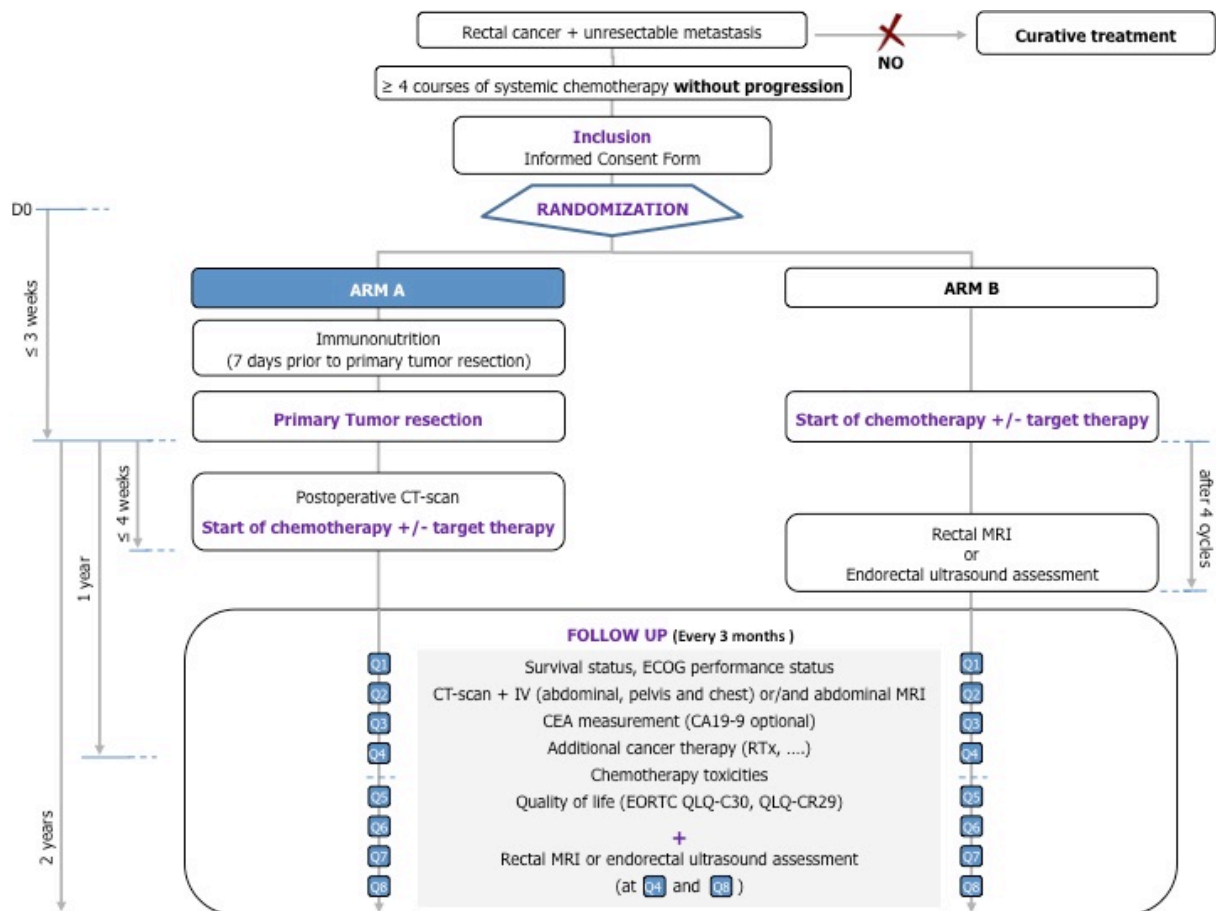 Rectal cancer + unresectable metastasis
NO
Curative treatment
≥ 4 courses of systemic chemotherapy without progression
Inclusion
Informed Consent Form
D0
RANDOMIZATION
≤ 3 weeks
ARM A
ARM B
Immunonutrition
(7 days prior to primary tumor resection)
Primary Tumor resection
Start of chemotherapy +/- target therapy
≤ 4 weeks
1 year
2 years
Postoperative CT-scan
Start of chemotherapy +/- target therapy
after 4 cycles
Rectal MRI
or
Endorectal ultrasound assessment
FOLLOW UP (Every 3 months )
Q1 Survival status, ECOG performance status Q1
Q2 CT-scan + IV (abdominal, pelvis and chest) or/and abdominal MRI Q2
Q3 CEA measurement (CA19-9 optional) Q3
Q4 Additional cancer therapy (RTx, ....) Q4
Chemotherapy toxicities
Q5 Quality of life (EORTC QLQ-C30, QLQ-CR29) Q5
Q6 + Q6
Q7 Rectal MRI or endorectal ultrasound assessment Q7
Q8 (at Q4 and Q8 ) Q8